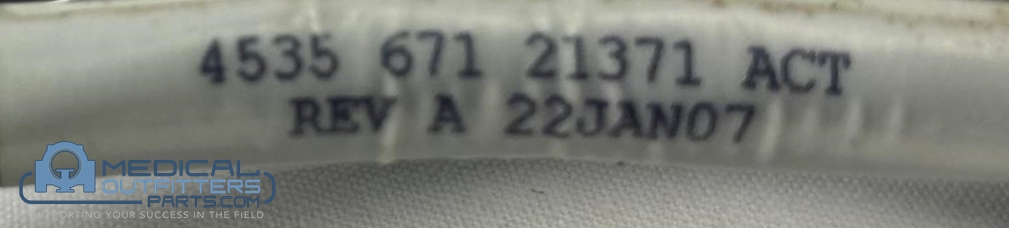 4535 671 21371 ACT
REV A 22JAN07
MEDICAL
OUTFITTERS
PARTS.COM
SUPPORTING YOUR SUCCESS IN THE FIELD